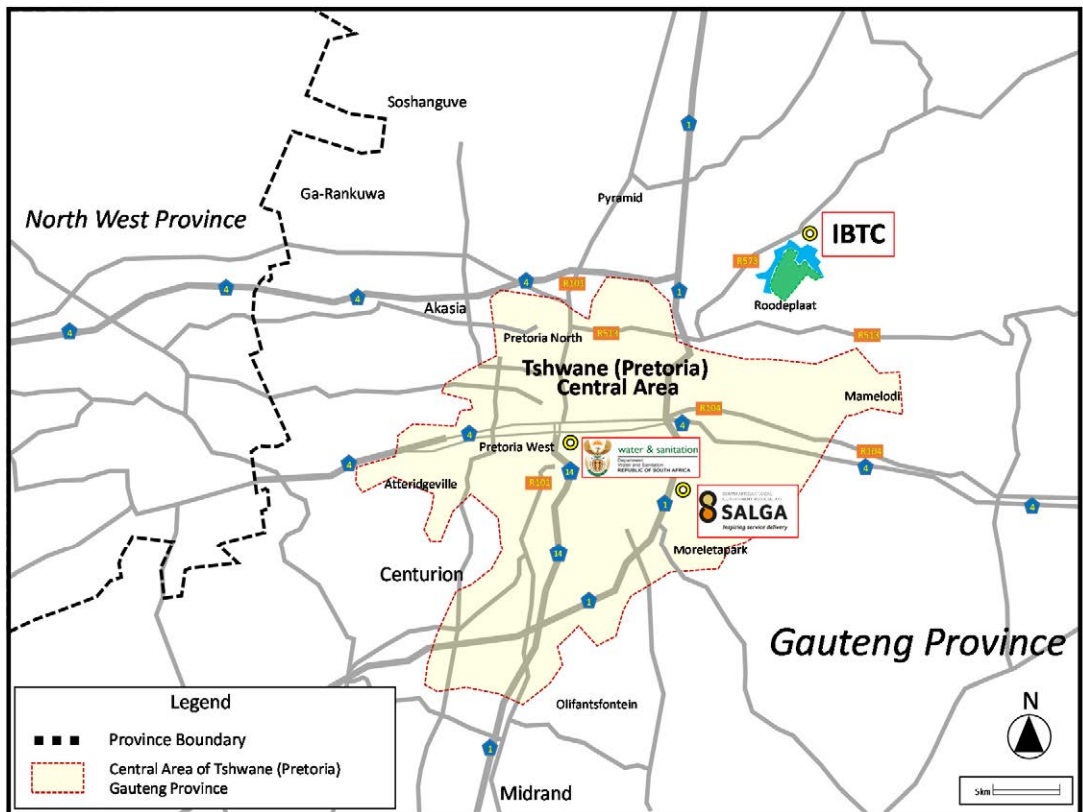 Soshanguve
1
Ga-Rankuwa
Pyramid
North West Province
IBTC
R573
4
4
4
R101
1
Roodeplaat
Akasia
4
Pretoria North
R513
R513
Tshwane (Pretoria)
Central Area
Mamelodi
R104
4
4
Pretoria West
water & sanitation
Department:
Water and Sanitation
REPUBLIC OF SOUTH AFRICA
R104
4
4
14
Atteridgeville
R101
1
SALGA
Inspiring service delivery
4
14
Moreletapark
Centurion
1
Gauteng Province
Legend
Olifantsfontein
N
Province Boundary
1
Central Area of Tshwane (Pretoria)
Gauteng Province
Midrand
5km